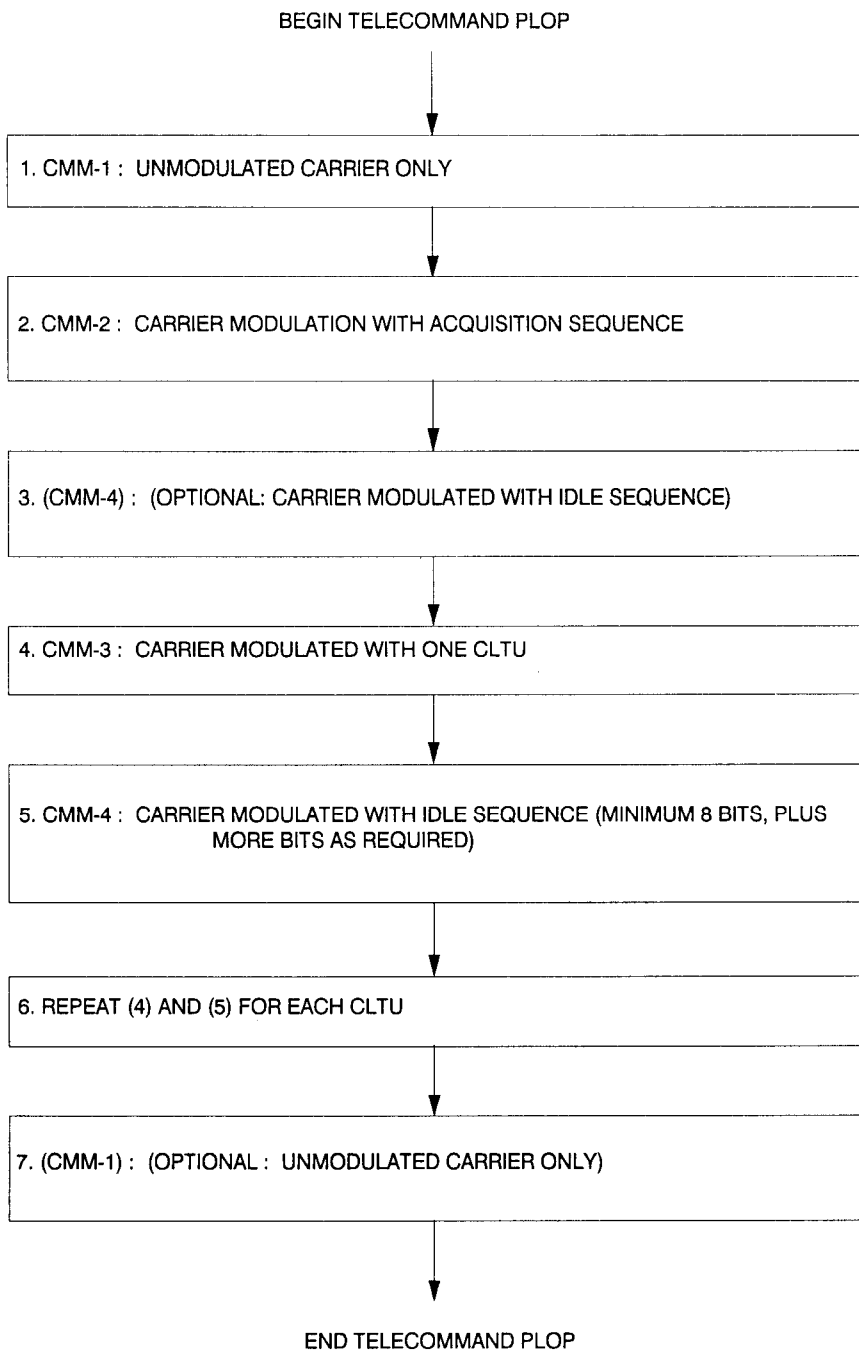 BEGIN TELECOMMAND PLOP
1. CMM-1 : UNMODULATED CARRIER ONLY
2. CMM-2 : CARRIER MODULATION WITH ACQUISITION SEQUENCE
3. (CMM-4) : (OPTIONAL: CARRIER MODULATED WITH IDLE SEQUENCE)
4. CMM-3 : CARRIER MODULATED WITH ONE CLTU
5. CMM-4 : CARRIER MODULATED WITH IDLE SEQUENCE (MINIMUM 8 BITS, PLUS
MORE BITS AS REQUIRED)
6. REPEAT (4) AND (5) FOR EACH CLTU
7. (CMM-1) : (OPTIONAL : UNMODULATED CARRIER ONLY)
END TELECOMMAND PLOP